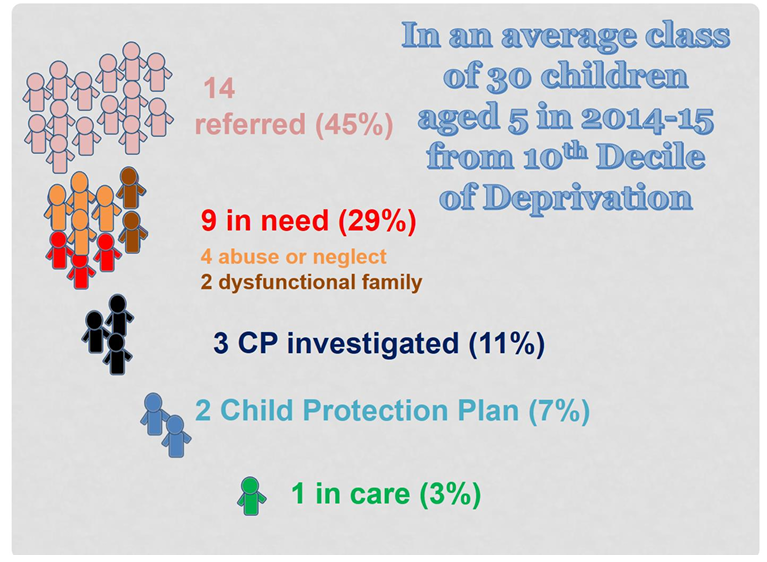 In an average class
of 30 children
aged 5 in 2014-15
from 10th Decile
of Deprivation
14
referred (45%)
9 in need (29%)
4 abuse or neglect
2 dysfunctional family
3 CP investigated (11%)
2 Child Protection Plan (7%)
1 in care (3%)